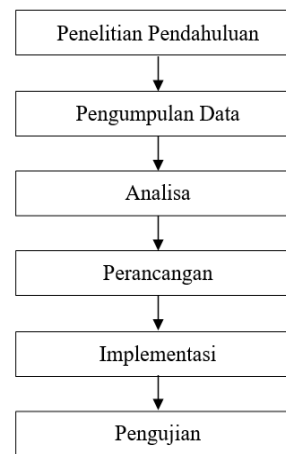 Penelitian Pendahuluan
Pengumpulan Data
Analisa
Perancangan
Implementasi
Pengujian